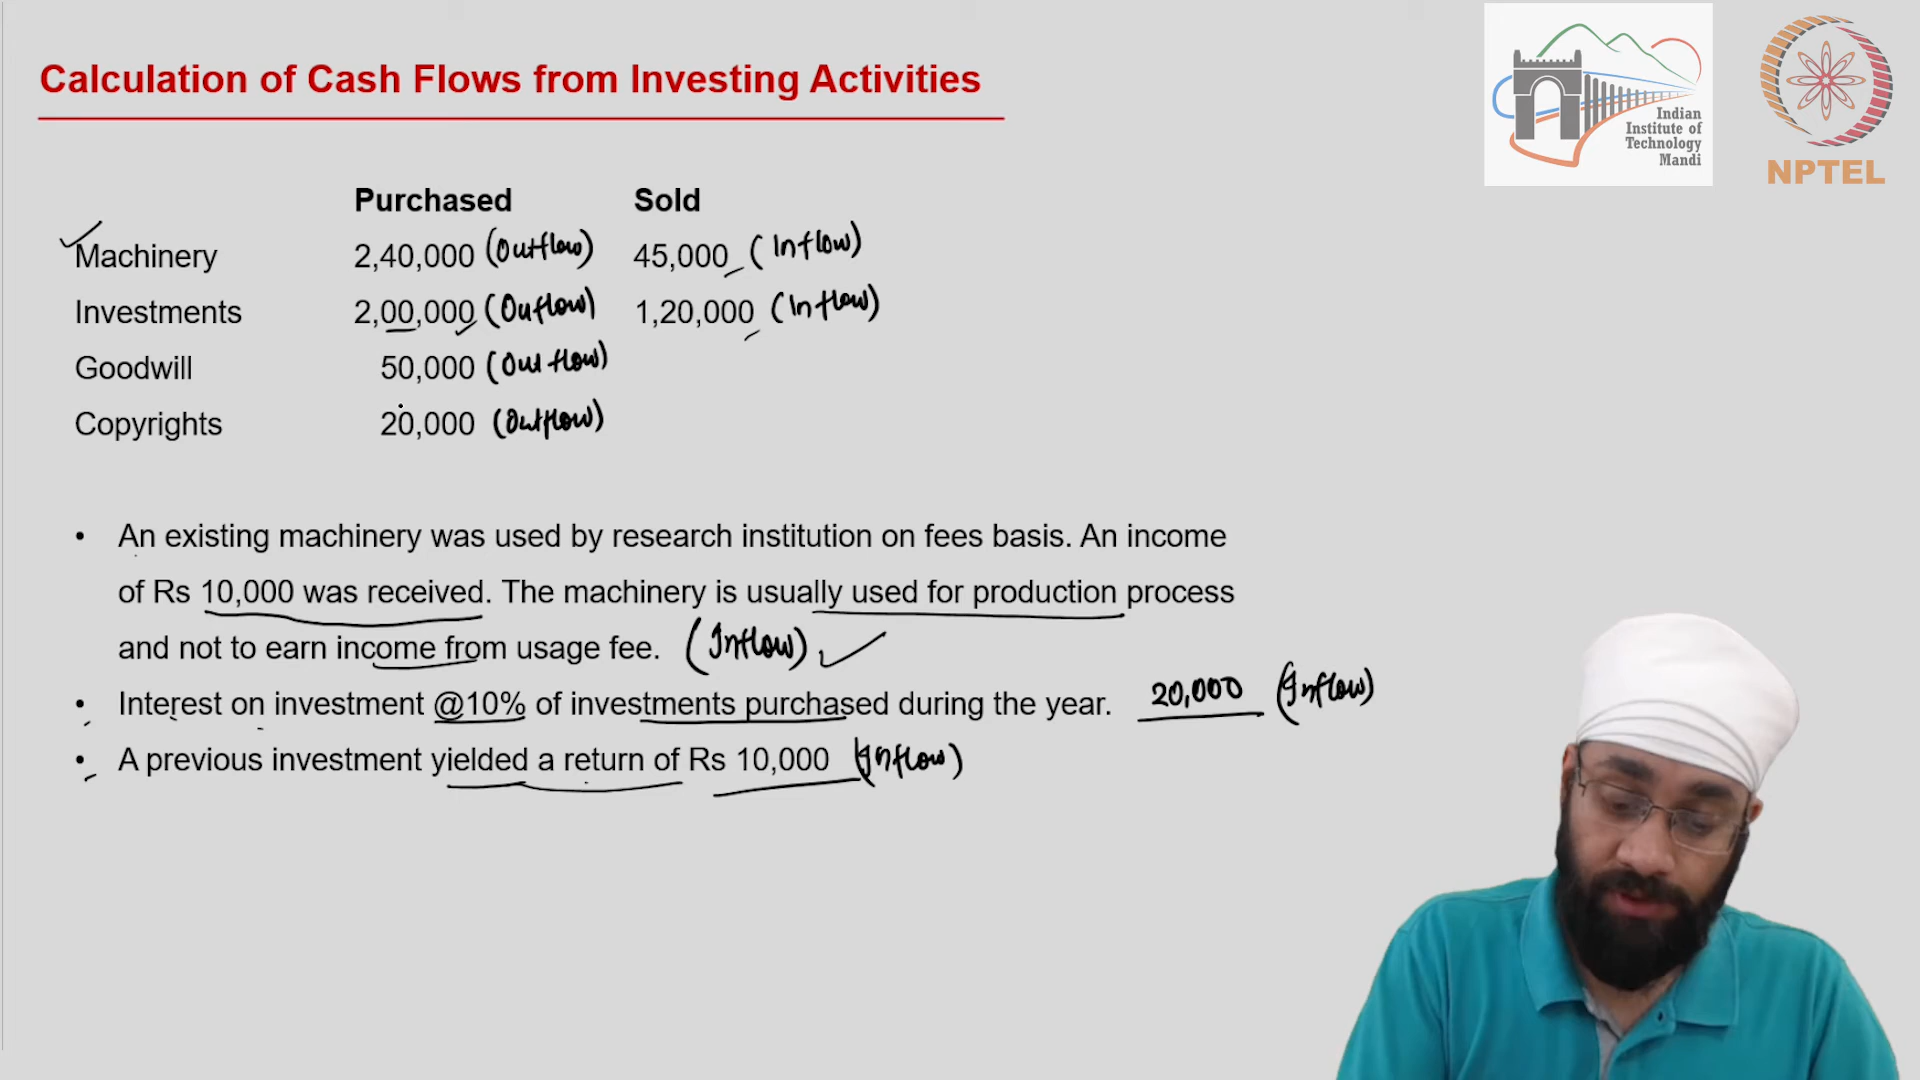 Calculation of Cash Flows from Investing Activities
Indian
Institute of
Technology
Mandi
NPTEL
Purchased Sold
Machinery 2,40,000 (Outflow) 45,000 (Inflow)
Investments 2,00,000 (Ouflow) 1,20,000 (Inflow)
Goodwill 50,000 (Outflow)
Copyrights 20,000 (Outflow)
• An existing machinery was used by research institution on fees basis. An income
of Rs 10,000 was received. The machinery is usually used for production process
and not to earn income from usage fee. (Inflow)
• Interest on investment @10% of investments purchased during the year. 20,000 (Inflow)
• A previous investment yielded a return of Rs 10,000 (Inflow)